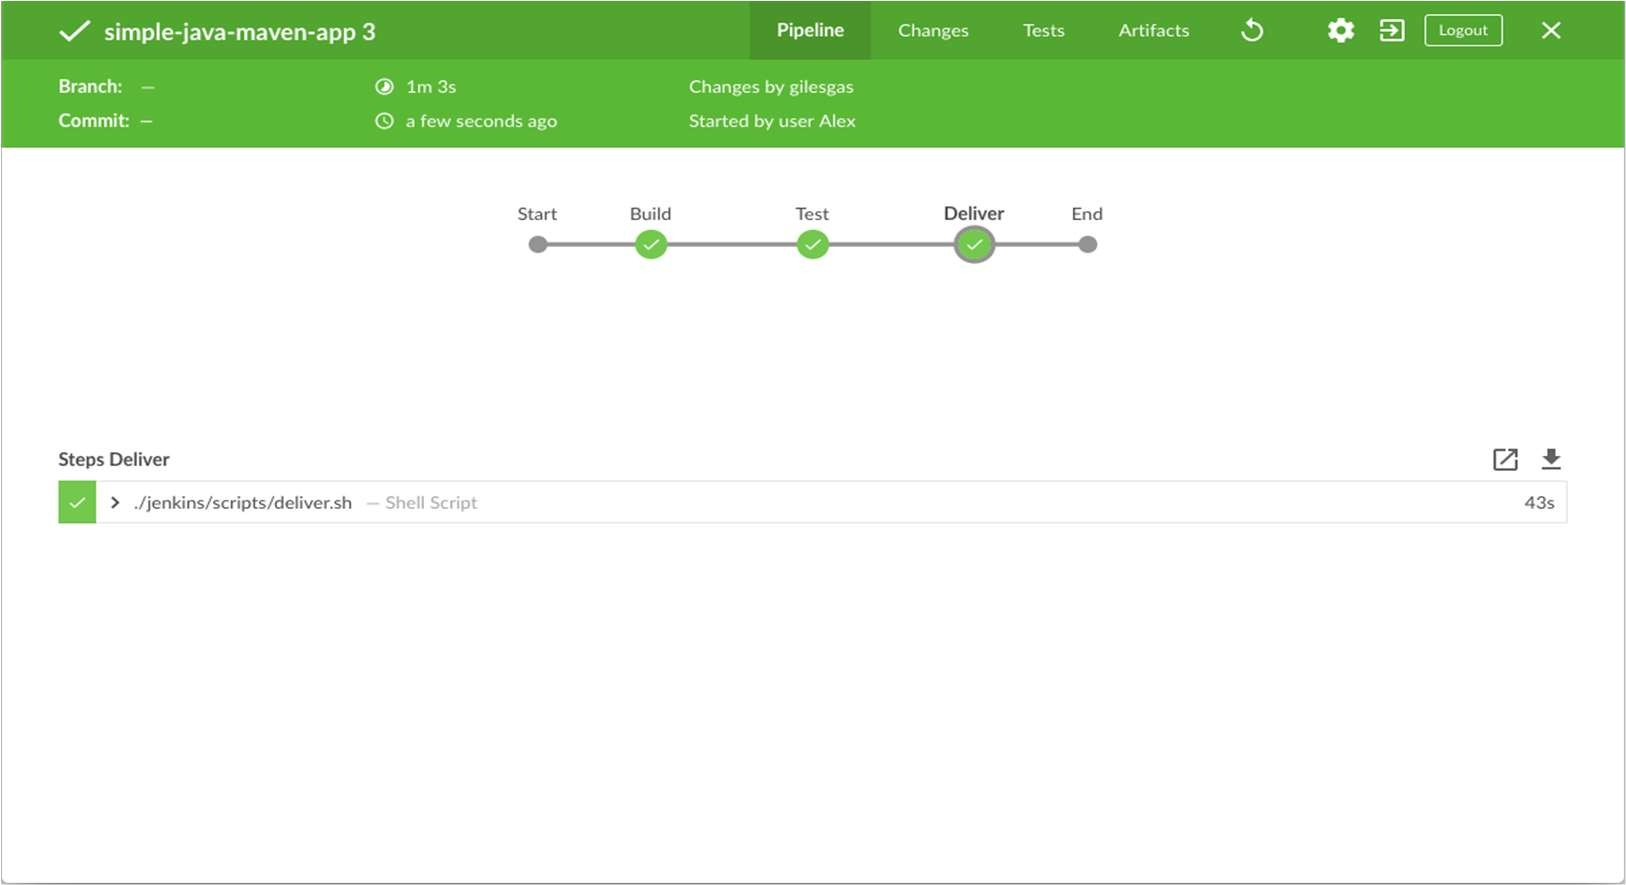 simple-java-maven-app 3
Pipeline Changes Tests Artifacts Logout
Branch: — 1m 3s Changes by gilesgas
Commit: — a few seconds ago Started by user Alex
Start Build Test Deliver End
Steps Deliver
./jenkins/scripts/deliver.sh — Shell Script 43s